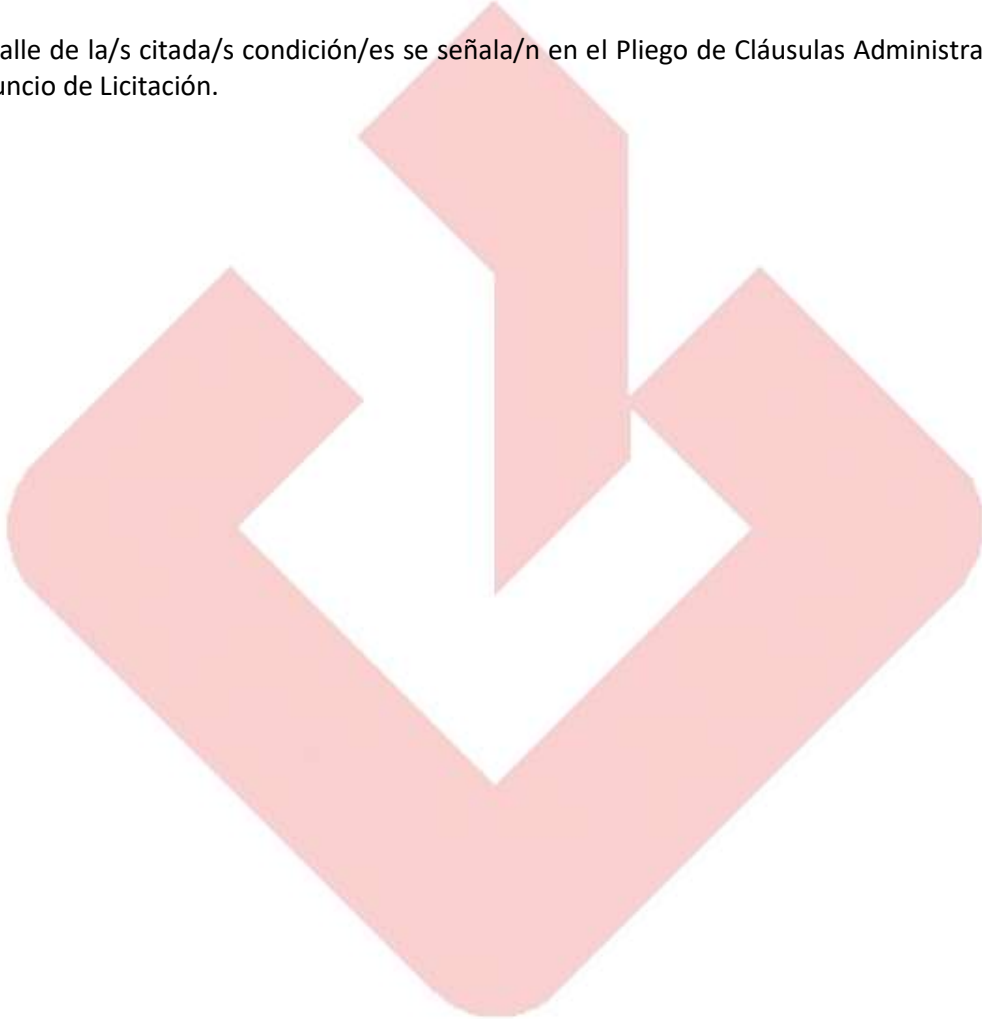 alle de la/s citada/s condición/es se señala/n en el Pliego de Cláusulas Administra
uncio de Licitación.